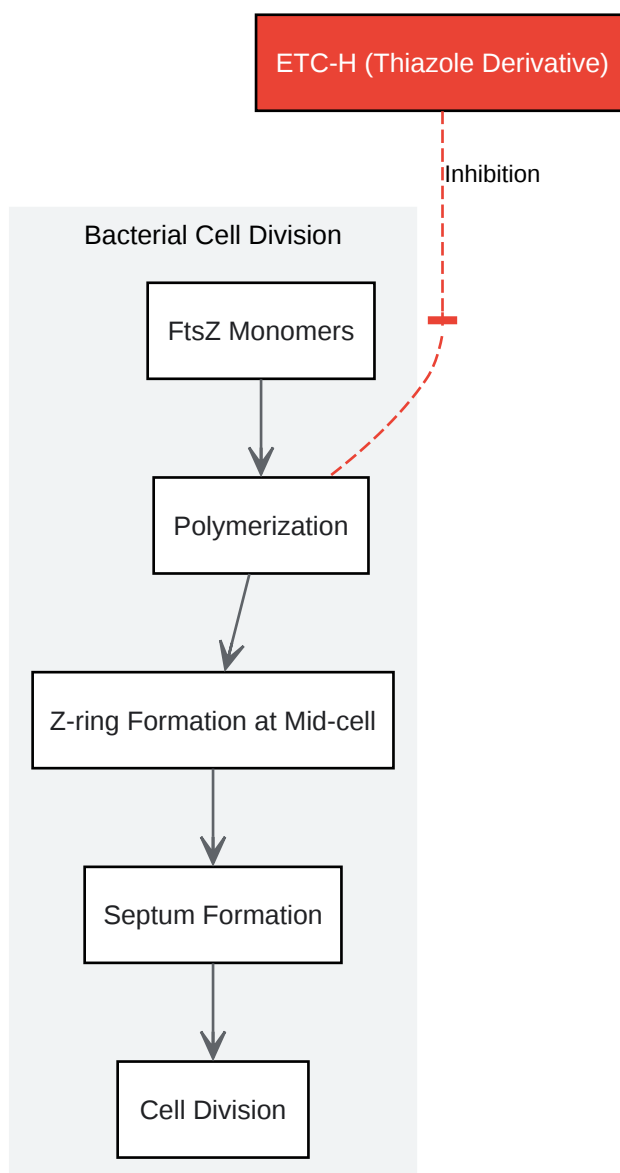 ETC-H (Thiazole Derivative)
Inhibition
Bacterial Cell Division
FtsZ Monomers
Polymerization
Z-ring Formation at Mid-cell
Septum Formation
Cell Division